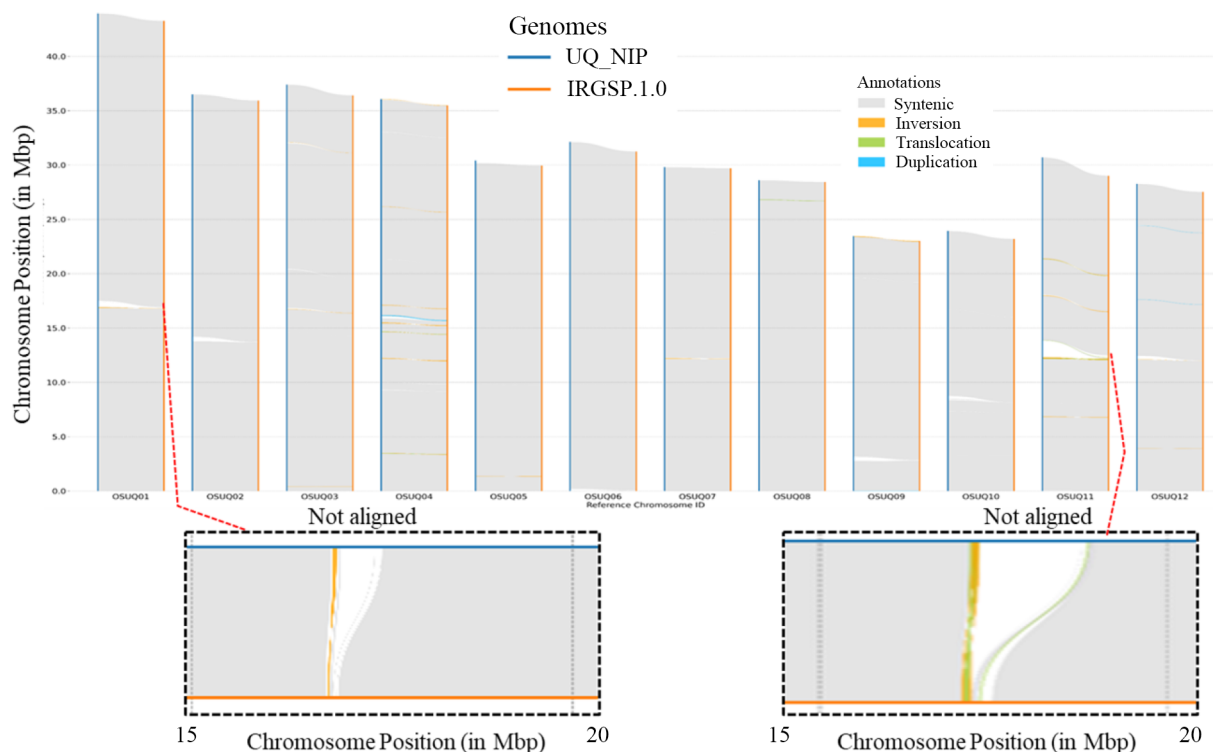 Genomes
UQ_NIP
IRGSP.1.0
Annotations
Syntenic
Inversion
Translocation
Duplication
Chromosome Position (in Mbp)
40.0
35.0
30.0
25.0
20.0
15.0
10.0
5.0
0.0
OSUQ01 OSUQ02 OSUQ03 OSUQ04 OSUQ05 OSUQ06 OSUQ07 OSUQ08 OSUQ09 OSUQ10 OSUQ11 OSUQ12
Reference Chromosome ID
Not aligned Not aligned
15 20 15 20
Chromosome Position (in Mbp) Chromosome Position (in Mbp)